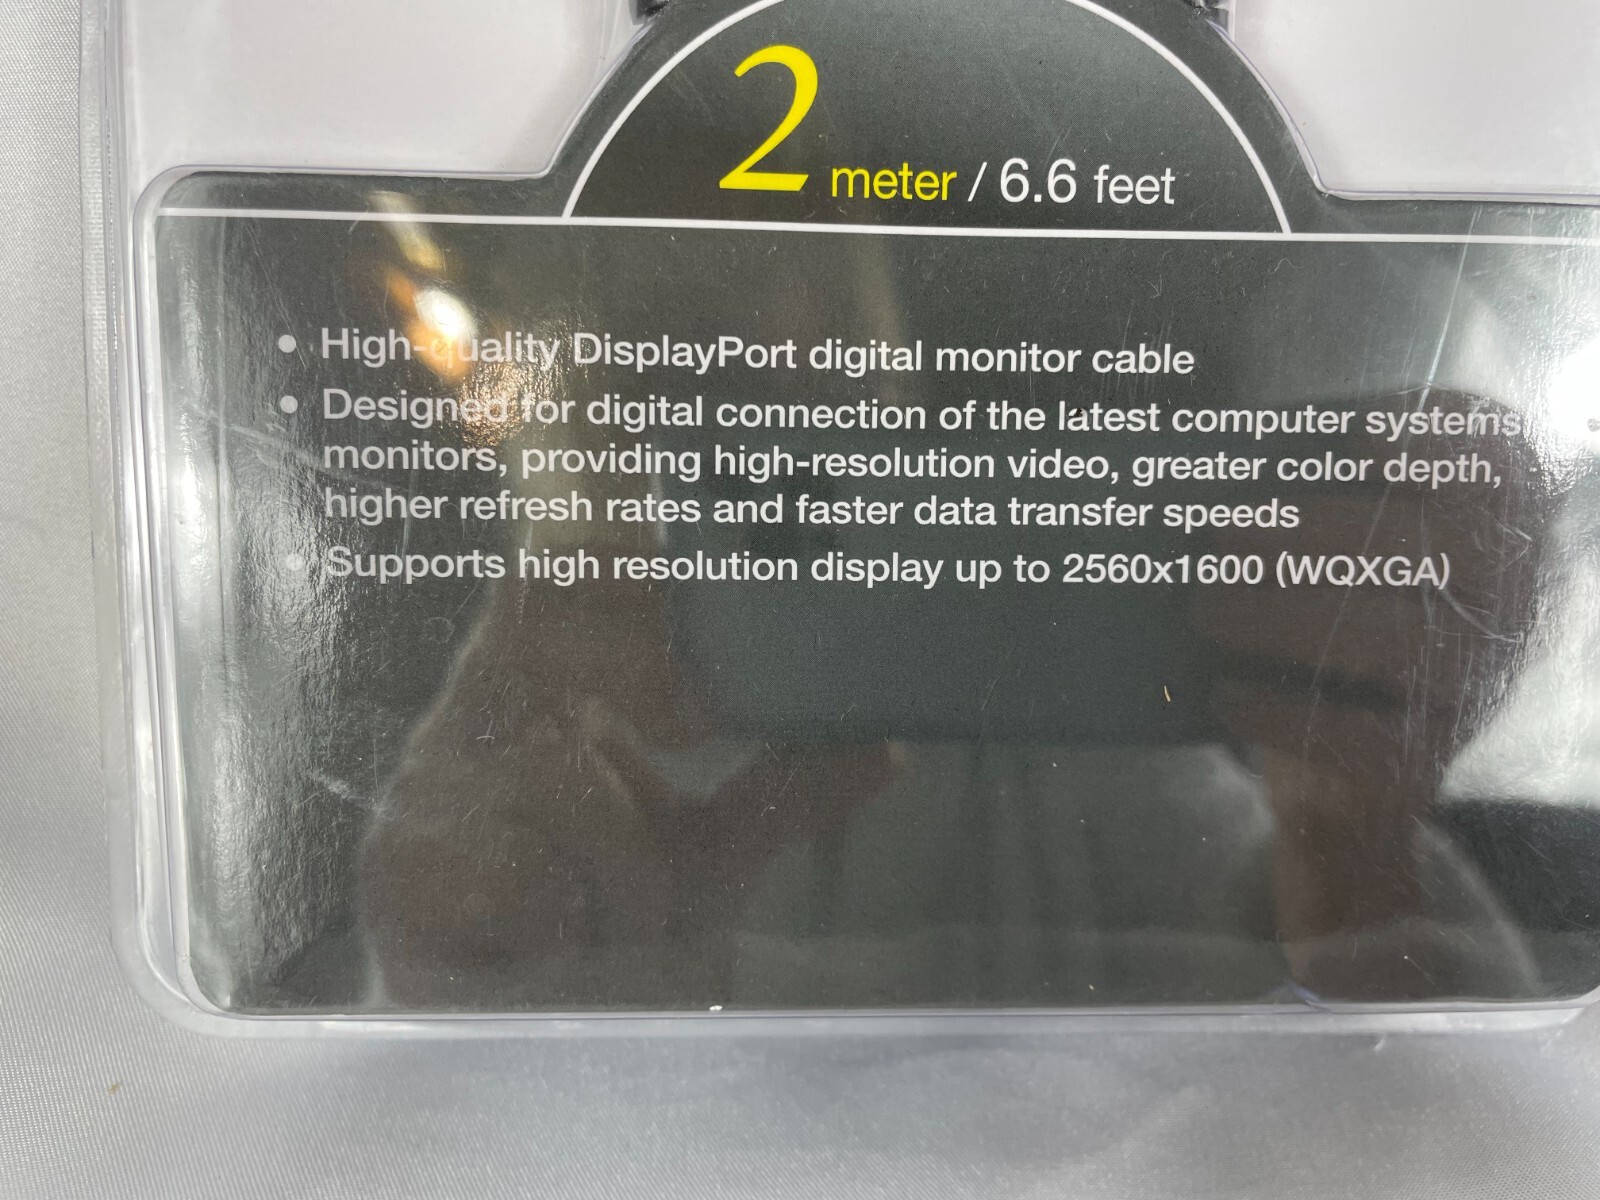 2 meter / 6.6 feet
• High-quality DisplayPort digital monitor cable
• Designed for digital connection of the latest computer systems
monitors, providing high-resolution video, greater color depth,
higher refresh rates and faster data transfer speeds
• Supports high resolution display up to 2560x1600 (WQXGA)